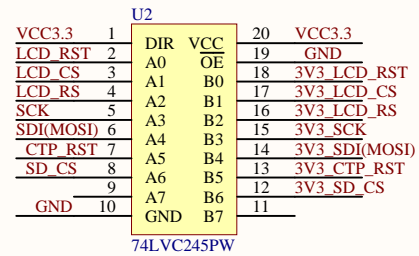 U2
VCC3.3 1 DIR VCC 20 VCC3.3
LCD_RST 2 A0 OE 19 GND
LCD_CS 3 A1 B0 18 3V3_LCD_RST
LCD_RS 4 A2 B1 17 3V3_LCD_CS
SCK 5 A3 B2 16 3V3_LCD_RS
SDI(MOSI) 6 A4 B3 15 3V3_SCK
CTP_RST 7 A5 B4 14 3V3_SDI(MOSI)
SD_CS 8 A6 B5 13 3V3_CTP_RST
9 A7 B6 12 3V3_SD_CS
GND 10 GND B7 11
74LVC245PW